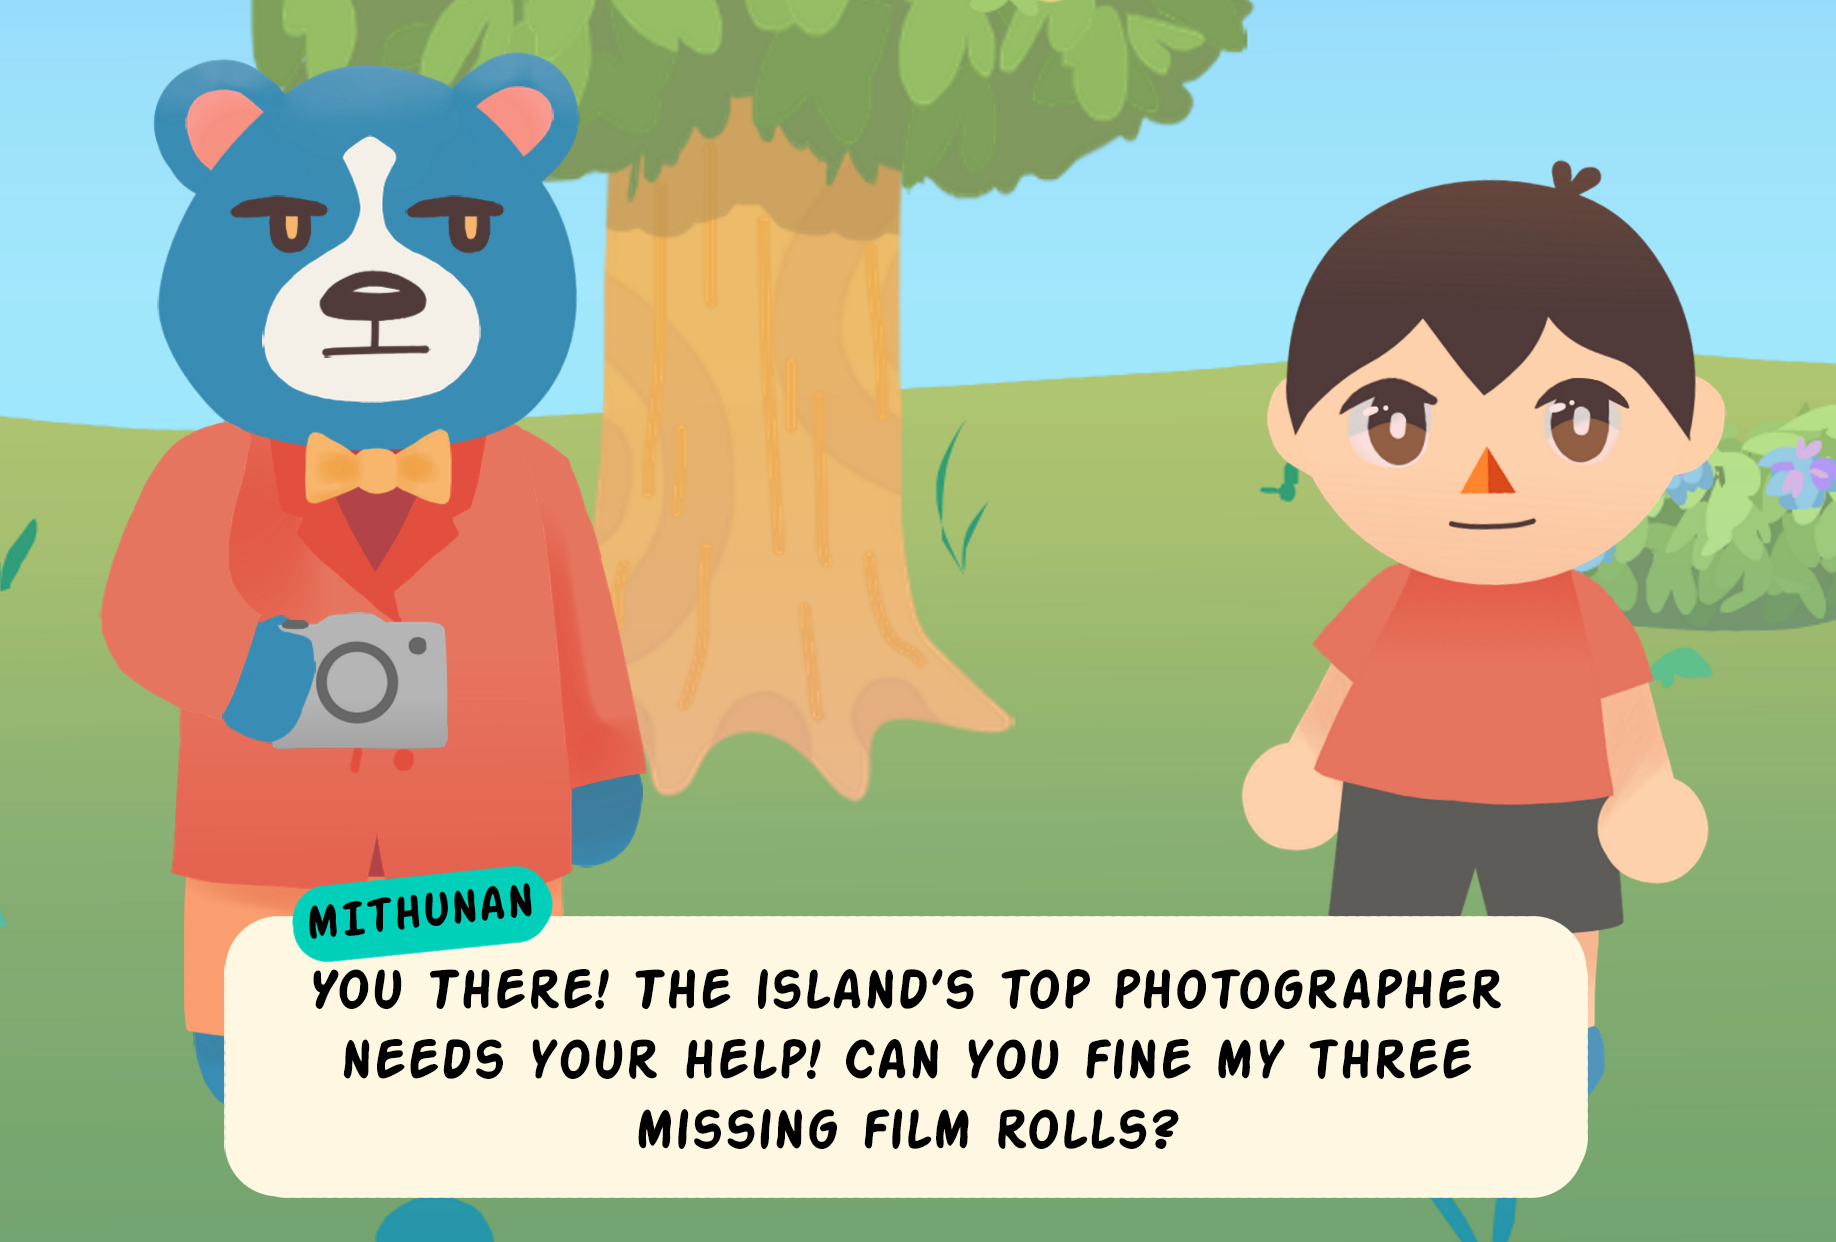 MITHUNAN
YOU THERE! THE ISLAND'S TOP PHOTOGRAPHER
NEEDS YOUR HELP! CAN YOU FINE MY THREE
MISSING FILM ROLLS?